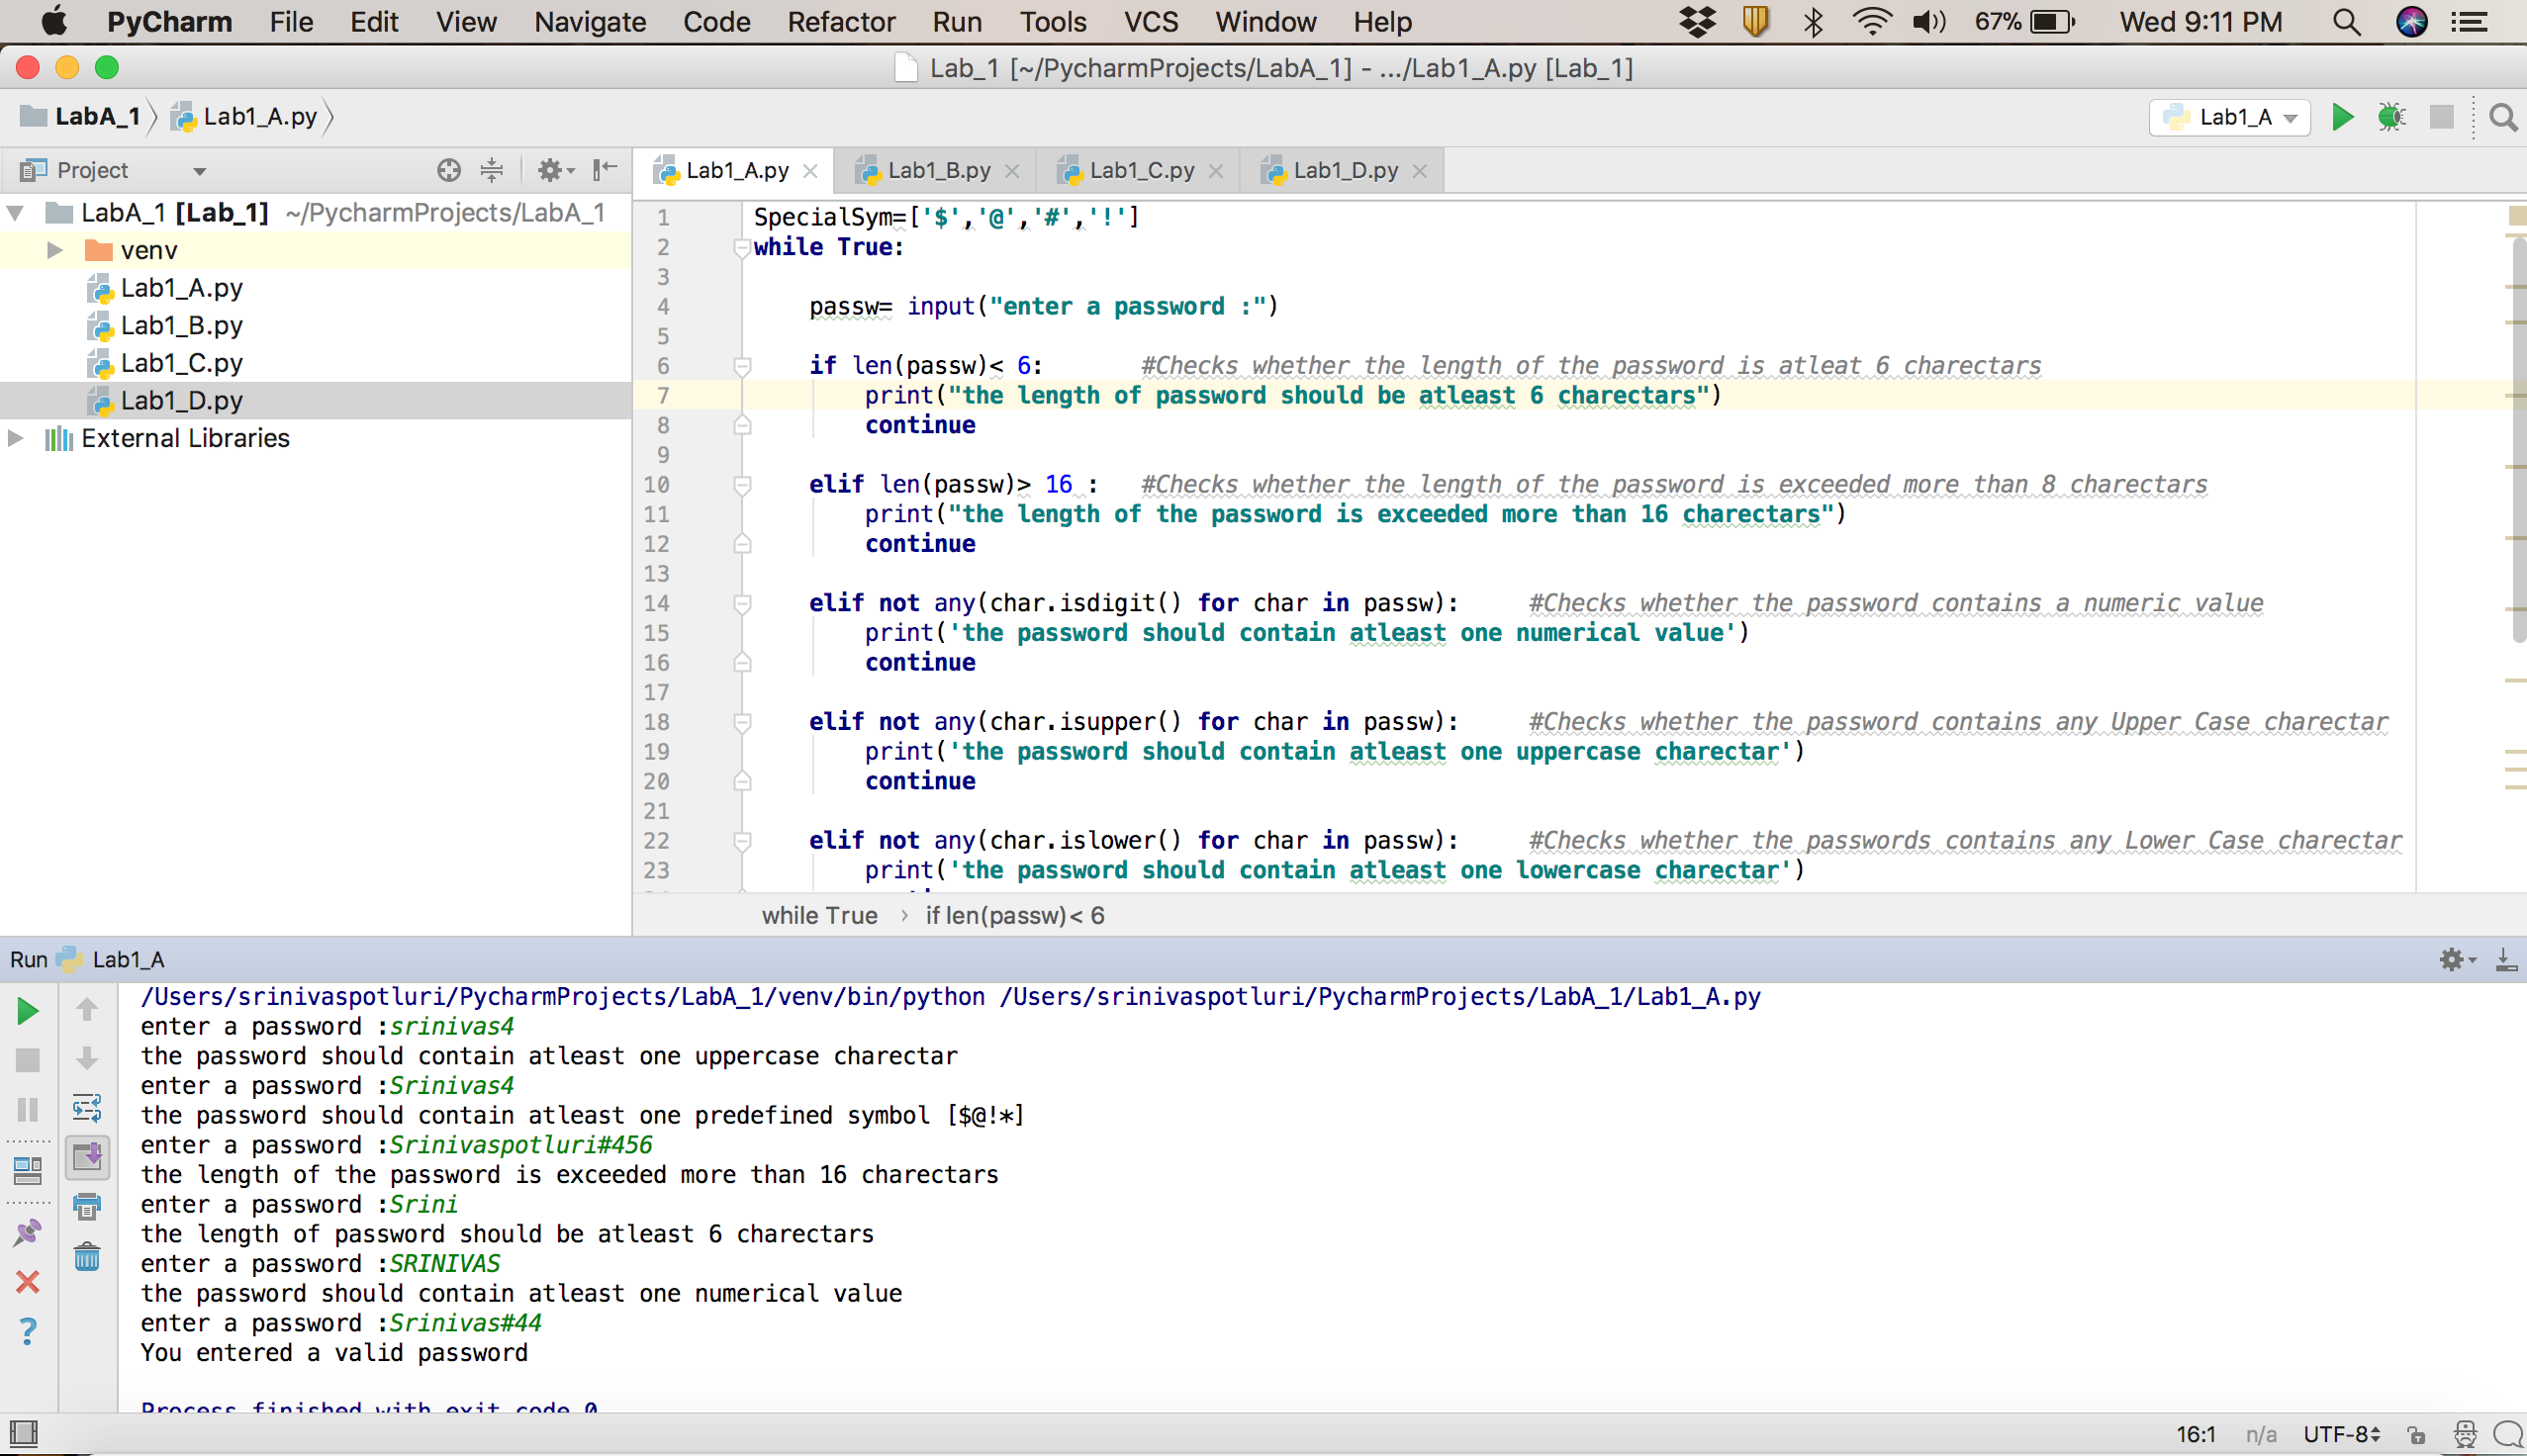 PyCharm File Edit View Navigate Code Refactor Run Tools VCS Window Help 67% Wed 9:11 PM
Lab_1 [~/PycharmProjects/LabA_1] - .../Lab1_A.py [Lab_1]
LabA_1 Lab1_A.py Lab1_A
Project Lab1_A.py Lab1_B.py Lab1_C.py Lab1_D.py
LabA_1 [Lab_1] ~/PycharmProjects/LabA_1
venv
Lab1_A.py
Lab1_B.py
Lab1_C.py
Lab1_D.py
External Libraries
1 SpecialSym=['$','@','#','!']
2 while True:
3
4 passw= input("enter a password :")
5
6 if len(passw)< 6: #Checks whether the length of the password is atleat 6 charectars
7 print("the length of password should be atleast 6 charectars")
8 continue
9
10 elif len(passw)> 16 : #Checks whether the length of the password is exceeded more than 8 charectars
11 print("the length of the password is exceeded more than 16 charectars")
12 continue
13
14 elif not any(char.isdigit() for char in passw): #Checks whether the password contains a numeric value
15 print('the password should contain atleast one numerical value')
16 continue
17
18 elif not any(char.isupper() for char in passw): #Checks whether the password contains any Upper Case charectar
19 print('the password should contain atleast one uppercase charectar')
20 continue
21
22 elif not any(char.islower() for char in passw): #Checks whether the passwords contains any Lower Case charectar
23 print('the password should contain atleast one lowercase charectar')
while True › if len(passw)< 6
Run Lab1_A
/Users/srinivaspotluri/PycharmProjects/LabA_1/venv/bin/python /Users/srinivaspotluri/PycharmProjects/LabA_1/Lab1_A.py
enter a password :srinivas4
the password should contain atleast one uppercase charectar
enter a password :Srinivas4
the password should contain atleast one predefined symbol [$@!*]
enter a password :Srinivaspotluri#456
the length of the password is exceeded more than 16 charectars
enter a password :Srini
the length of password should be atleast 6 charectars
enter a password :SRINIVAS
the password should contain atleast one numerical value
enter a password :Srinivas#44
You entered a valid password
Process finished with exit code 0
16:1 n/a UTF-8